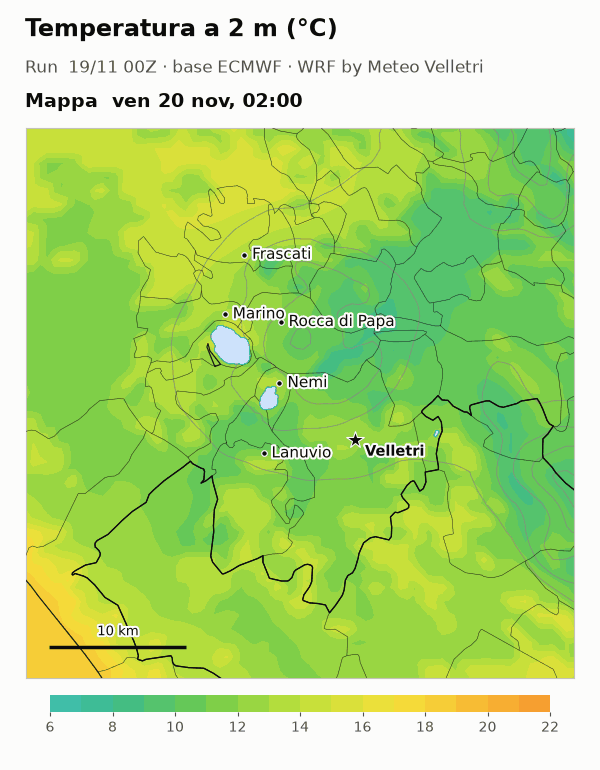 Temperatura a 2 m (°C)
Run  19/11 00Z · base ECMWF · WRF by Meteo Velletri
Mappa  ven 20 nov, 02:00
Frascati
Marino
Rocca di Papa
Nemi
Velletri
Lanuvio
10 km
6 8 10 12 14 16 18 20 22